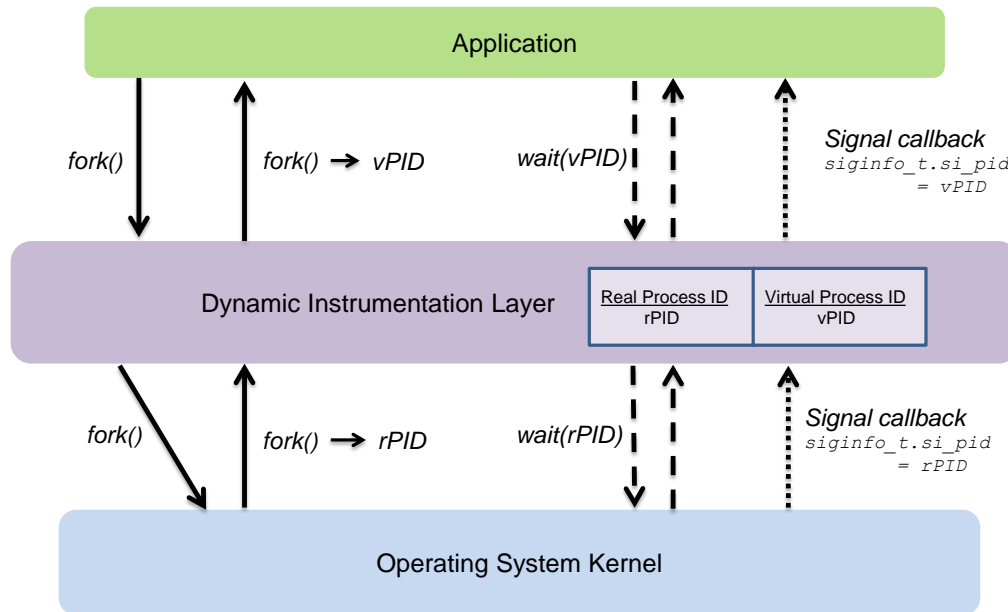 Application
fork()
fork() → vPID
wait(vPID)
Signal callback
siginfo_t.si_pid
= vPID
Dynamic Instrumentation Layer
Real Process ID
rPID
Virtual Process ID
vPID
fork()
fork() → rPID
wait(rPID)
Signal callback
siginfo_t.si_pid
= rPID
Operating System Kernel